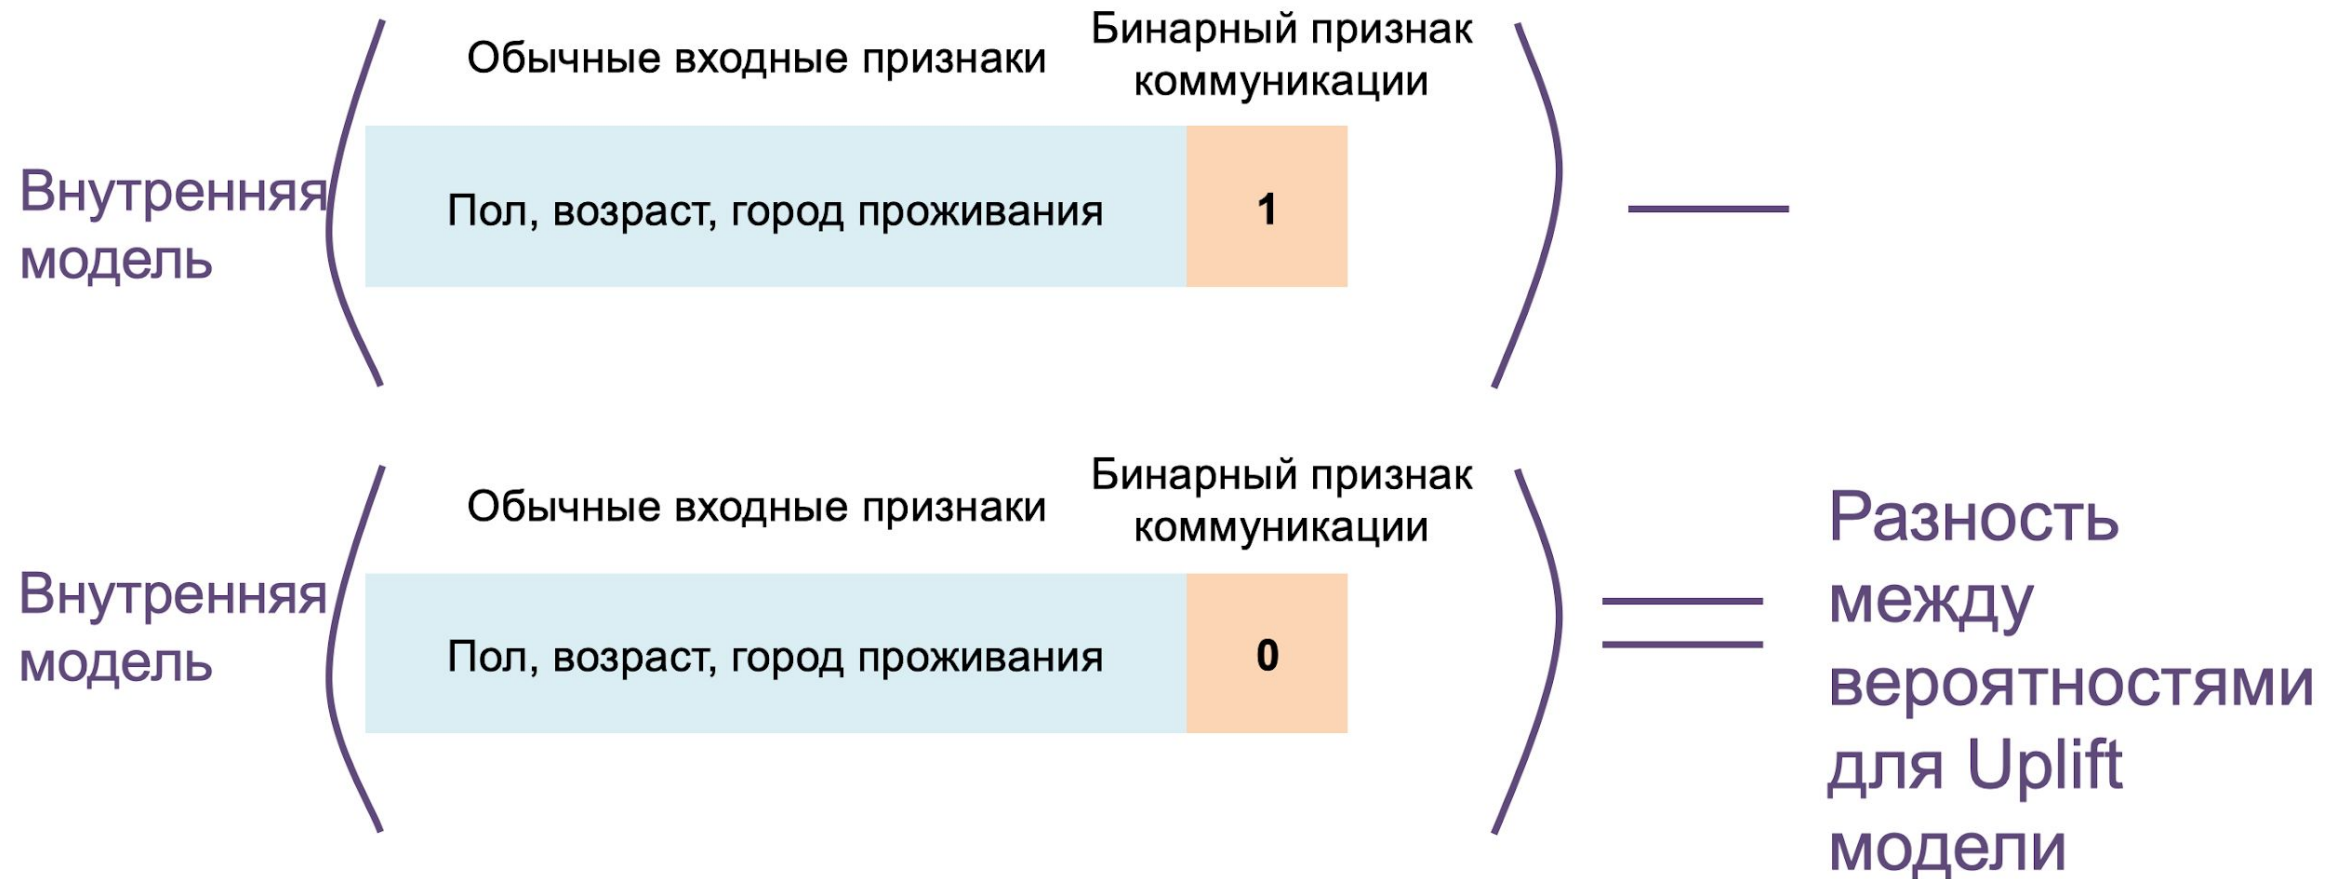 Обычные входные признаки
Бинарный признак
коммуникации
Внутренняя
модель
Пол, возраст, город проживания
1
Обычные входные признаки
Бинарный признак
коммуникации
Внутренняя
модель
Пол, возраст, город проживания
0
Разность
между
вероятностями
для Uplift
модели